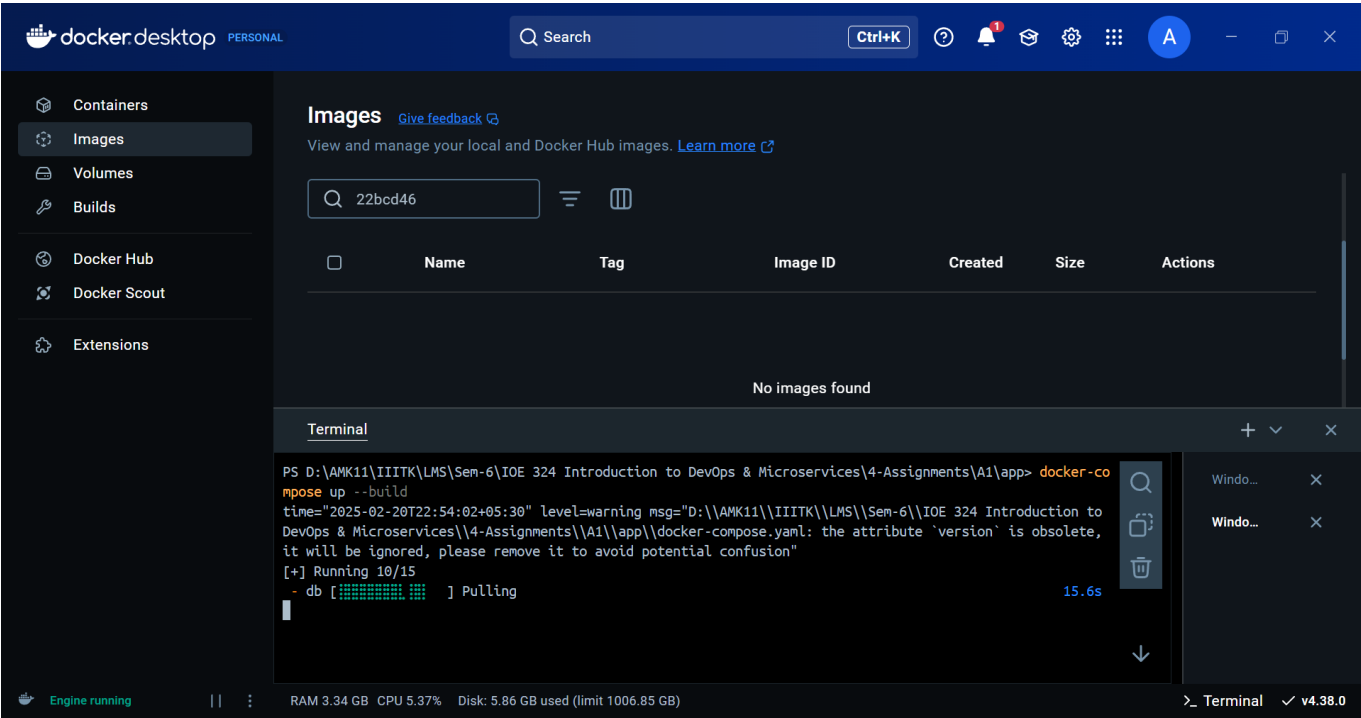 docker.desktop PERSONAL
Search
Ctrl+K
1
A
Containers
Images
Volumes
Builds
Docker Hub
Docker Scout
Extensions
Images Give feedback
View and manage your local and Docker Hub images. Learn more
22bcd46
Name Tag Image ID Created Size Actions
No images found
Terminal
PS D:\AMK11\IIITK\LMS\Sem-6\IOE 324 Introduction to DevOps & Microservices\4-Assignments\A1\app> docker-co
mpose up --build
time="2025-02-20T22:54:02+05:30" level=warning msg="D:\\AMK11\\IIITK\\LMS\\Sem-6\\IOE 324 Introduction to
DevOps & Microservices\\4-Assignments\\A1\\app\\docker-compose.yaml: the attribute `version` is obsolete,
it will be ignored, please remove it to avoid potential confusion"
[+] Running 10/15
- db [⣿⣿⣿⣿⣿⣿⣿⣿⣇⣿⣿ ] Pulling 15.6s
Windo...
Windo...
Engine running
RAM 3.34 GB CPU 5.37% Disk: 5.86 GB used (limit 1006.85 GB)
>_ Terminal
v4.38.0